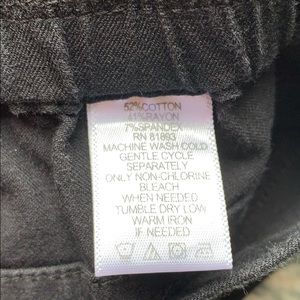 52%COTTON
41%RAYON
7%SPANDEX
RN 81893
MACHINE WASH COLD
GENTLE CYCLE
SEPARATELY
ONLY NON-CHLORINE
BLEACH
WHEN NEEDED
TUMBLE DRY LOW
WARM IRON
IF NEEDED